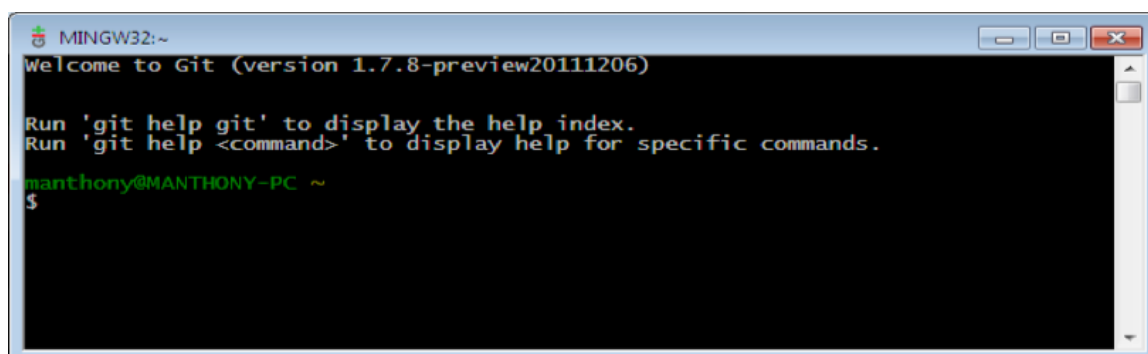 MINGW32:~
Welcome to Git (version 1.7.8-preview20111206)
Run 'git help git' to display the help index.
Run 'git help <command>' to display help for specific commands.
manthony@MANTHONY-PC ~
$